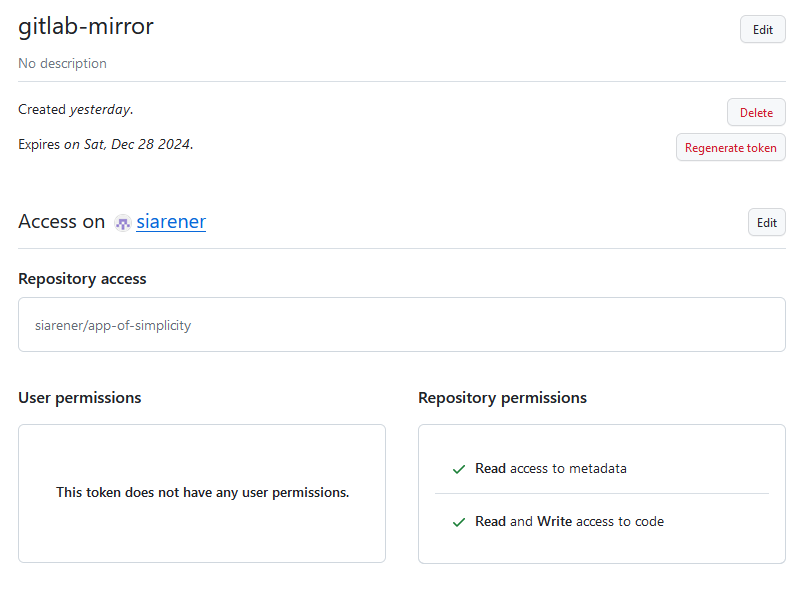 gitlab-mirror
Edit
No description
Created yesterday.
Delete
Expires on Sat, Dec 28 2024.
Regenerate token
Access on siarener
Edit
Repository access
siarener/app-of-simplicity
User permissions
Repository permissions
This token does not have any user permissions.
Read access to metadata
Read and Write access to code